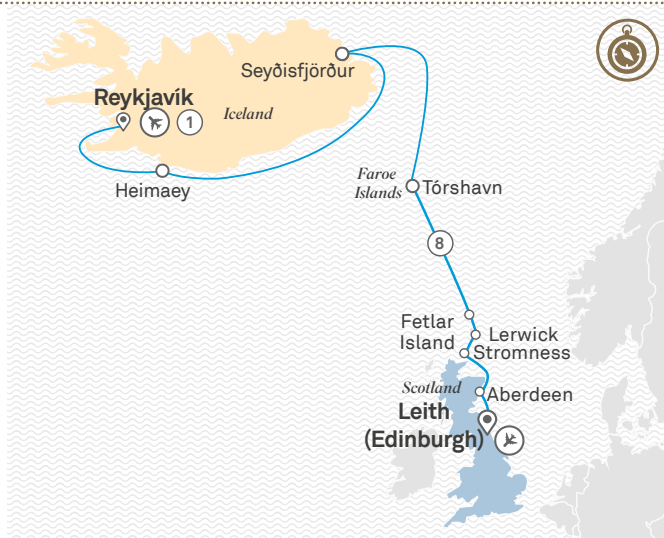 Seyðisfjörður
Reykjavík
1
Iceland
Heimaey
Faroe
Islands
Tórshavn
8
Fetlar
Island
Lerwick
Stromness
Scotland
Aberdeen
Leith
(Edinburgh)